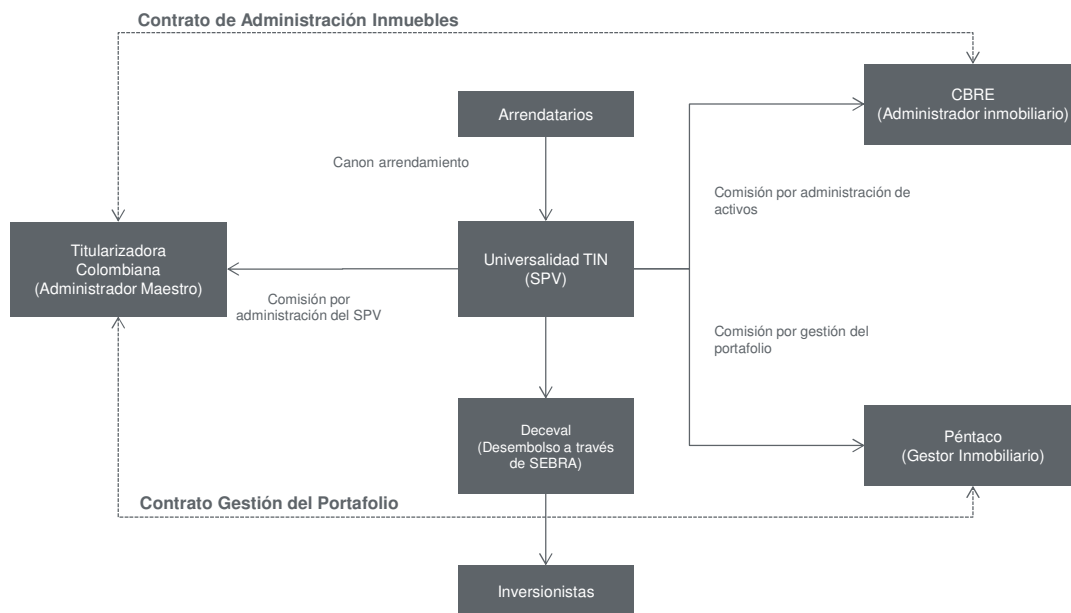 Contrato de Administración Inmuebles
CBRE
(Administrador inmobiliario)
Arrendatarios
Canon arrendamiento
Comisión por administración de
activos
Titularizadora
Colombiana
(Administrador Maestro)
Universalidad TIN
(SPV)
Comisión por
administración del SPV
Comisión por gestión del
portafolio
Deceval
(Desembolso a través
de SEBRA)
Péntaco
(Gestor Inmobiliario)
Contrato Gestión del Portafolio
Inversionistas